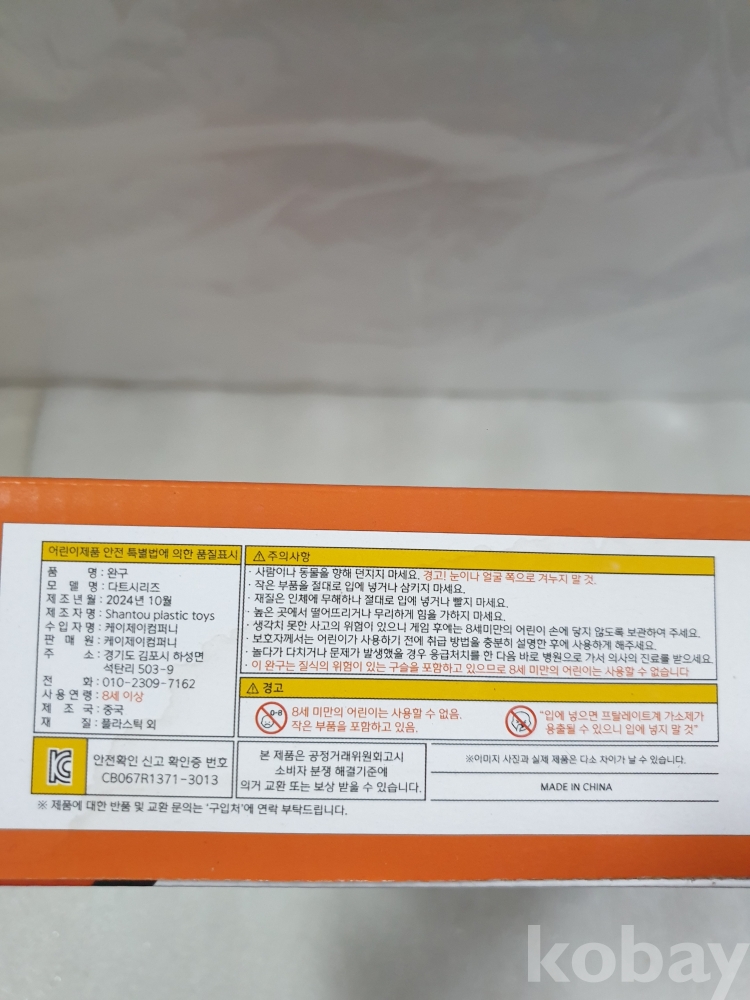 어린이제품 안전 특별법에 의한 품질표시
품 명 : 완구
모 델 명 : 다트시리즈
제 조 년 월 : 2024년 10월
제 조 자 명 : Shantou plastic toys
수 입 자 명 : 케이제이컴퍼니
판 매 원 : 케이제이컴퍼니
주 소 : 경기도 김포시 하성면
석탄리 503-9
전 화 : 010-2309-7162
사 용 연 령 : 8세 이상
제 조 국 : 중국
재 질 : 플라스틱 외
⚠ 주의사항
· 사람이나 동물을 향해 던지지 마세요. 경고! 눈이나 얼굴 쪽으로 겨누지 말 것.
· 작은 부품을 절대로 입에 넣거나 삼키지 마세요.
· 재질은 인체에 무해하나 절대로 입에 넣거나 빨지 마세요.
· 높은 곳에서 떨어뜨리거나 무리하게 힘을 가하지 마세요.
· 생각지 못한 사고의 위험이 있으니 게임 후에는 8세미만의 어린이 손에 닿지 않도록 보관하여 주세요.
· 보호자께서는 어린이가 사용하기 전에 취급 방법을 충분히 설명한 후에 사용하게 해주세요.
· 놀다가 다치거나 문제가 발생했을 경우 응급처치를 한 다음 바로 병원으로 가서 의사의 진료를 받으세요.
· 이 완구는 질식의 위험이 있는 구슬을 포함하고 있으므로 8세 미만의 어린이는 사용할 수 없습니다
⚠ 경고
0-8
8세 미만의 어린이는 사용할 수 없음.
작은 부품을 포함하고 있음.
"입에 넣으면 프탈레이트계 가소제가
용출될 수 있으니 입에 넣지 말 것"
안전확인 신고 확인증 번호
CB067R1371-3013
본 제품은 공정거래위원회고시
소비자 분쟁 해결기준에
의거 교환 또는 보상 받을 수 있습니다.
※이미지 사진과 실제 제품은 다소 차이가 날 수 있습니다.
MADE IN CHINA
※ 제품에 대한 반품 및 교환 문의는 '구입처'에 연락 부탁드립니다.
kobay